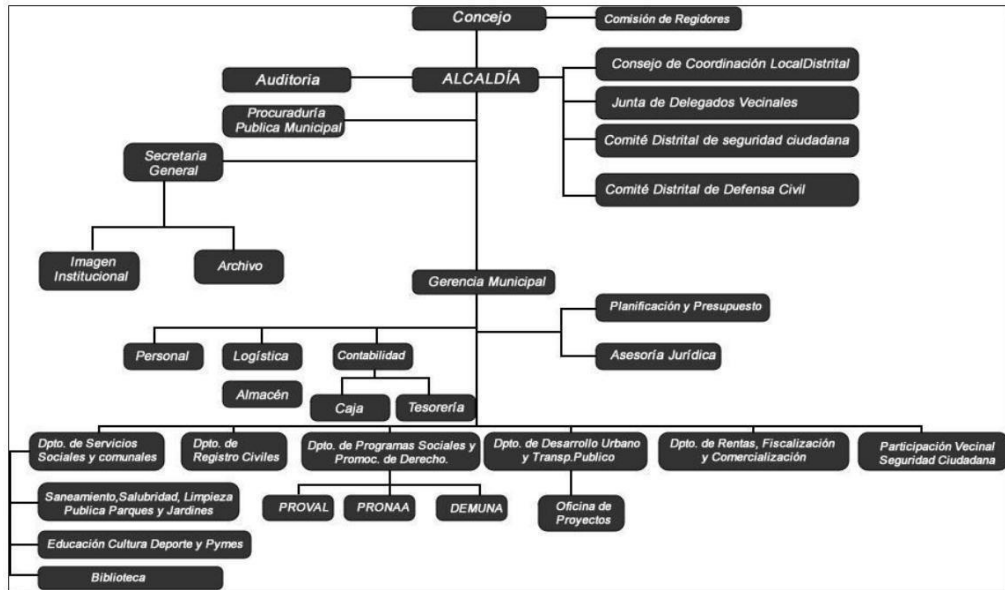 Concejo
Comisión de Regidores
Auditoria
ALCALDÍA
Consejo de Coordinación LocalDistrital
Junta de Delegados Vecinales
Procuraduría
Publica Municipal
Comité Distrital de seguridad ciudadana
Secretaria
General
Comité Distrital de Defensa Civil
Imagen
Institucional
Archivo
Gerencia Municipal
Planificación y Presupuesto
Personal
Logística
Contabilidad
Asesoría Jurídica
Almacén
Caja
Tesorería
Dpto. de Servicios
Sociales y comunales
Dpto. de
Registro Civiles
Dpto. de Programas Sociales y
Promoc. de Derecho.
Dpto. de Desarrollo Urbano
y Transp.Publico
Dpto. de Rentas, Fiscalización
y Comercialización
Participación Vecinal
Seguridad Ciudadana
Saneamiento,Salubridad, Limpieza
Publica Parques y Jardines
PROVAL
PRONAA
DEMUNA
Oficina de
Proyectos
Educación Cultura Deporte y Pymes
Biblioteca